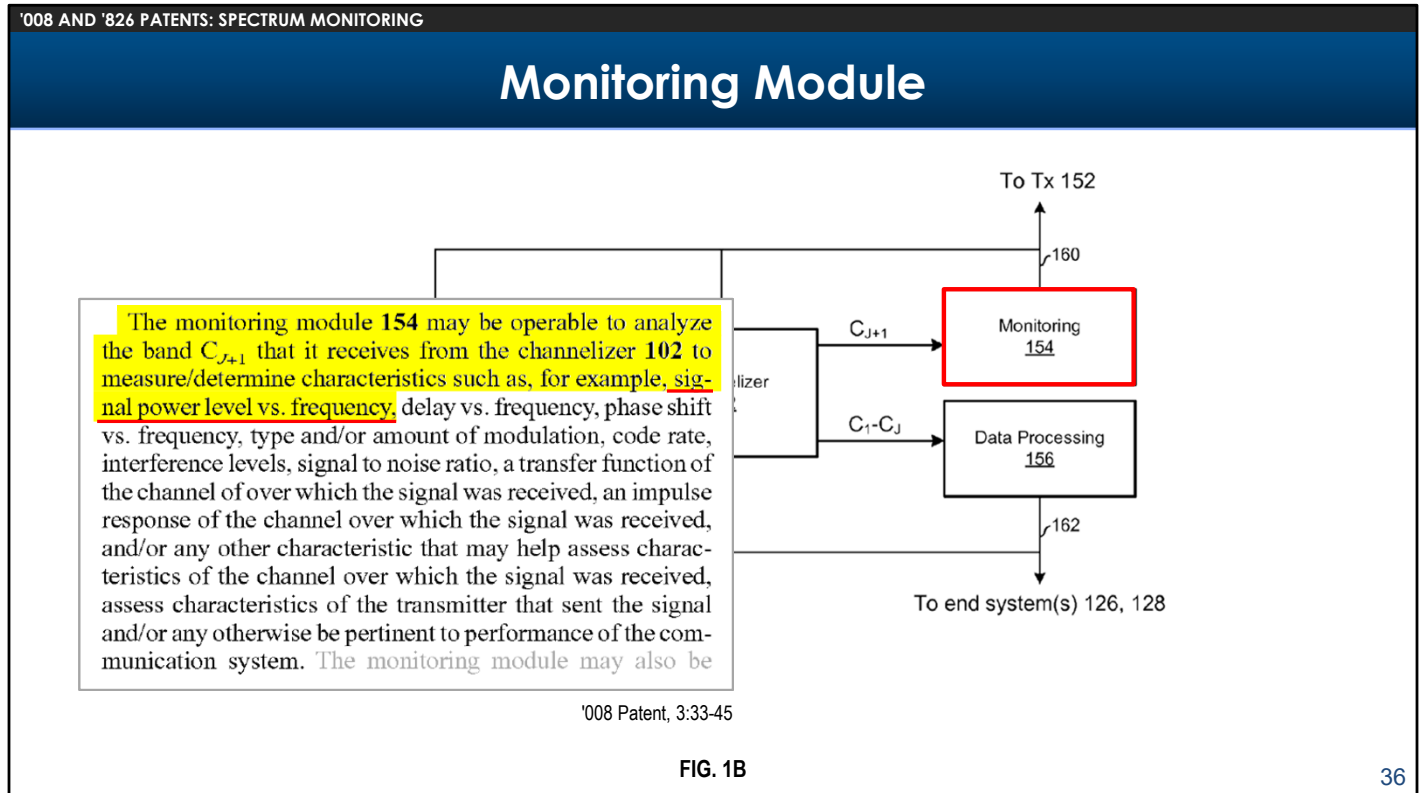 '008 AND '826 PATENTS: SPECTRUM MONITORING
Monitoring Module
To Tx 152
160
The monitoring module 154 may be operable to analyze
the band CJ+1 that it receives from the channelizer 102 to
measure/determine characteristics such as, for example, sig-
nal power level vs. frequency, delay vs. frequency, phase shift
vs. frequency, type and/or amount of modulation, code rate,
interference levels, signal to noise ratio, a transfer function of
the channel of over which the signal was received, an impulse
response of the channel over which the signal was received,
and/or any other characteristic that may help assess charac-
teristics of the channel over which the signal was received,
assess characteristics of the transmitter that sent the signal
and/or any otherwise be pertinent to performance of the com-
munication system. The monitoring module may also be
lizer
CJ+1
Monitoring
154
C1-CJ
Data Processing
156
162
To end system(s) 126, 128
'008 Patent, 3:33-45
FIG. 1B
36